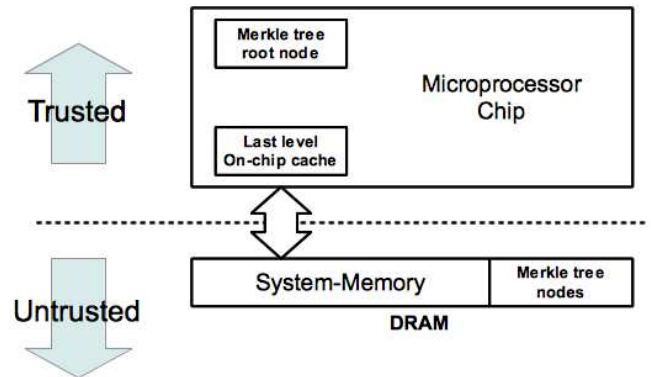 Merkle tree
root node
Microprocessor
Chip
Trusted
Last level
On-chip cache
System-Memory
Merkle tree
nodes
Untrusted
DRAM